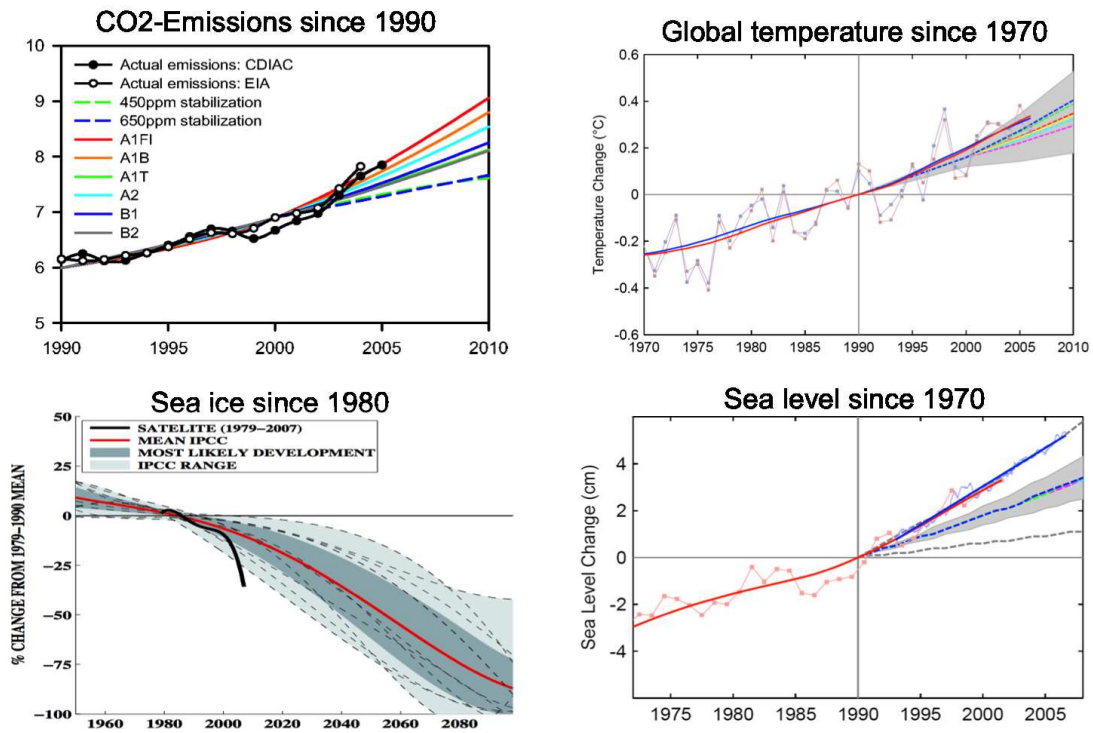 CO2-Emissions since 1990
10
9
8
7
6
5
Actual emissions: CDIAC
Actual emissions: EIA
450ppm stabilization
650ppm stabilization
A1FI
A1B
A1T
A2
B1
B2
1990 1995 2000 2005 2010
Global temperature since 1970
Temperature Change (°C)
0.6
0.4
0.2
0
-0.2
-0.4
-0.6
1970 1975 1980 1985 1990 1995 2000 2005 2010
Sea ice since 1980
% CHANGE FROM 1979–1990 MEAN
50
25
0
−25
−50
−75
−100
SATELITE (1979–2007)
MEAN IPCC
MOST LIKELY DEVELOPMENT
IPCC RANGE
1960 1980 2000 2020 2040 2060 2080
Sea level since 1970
Sea Level Change (cm)
4
2
0
-2
-4
1975 1980 1985 1990 1995 2000 2005